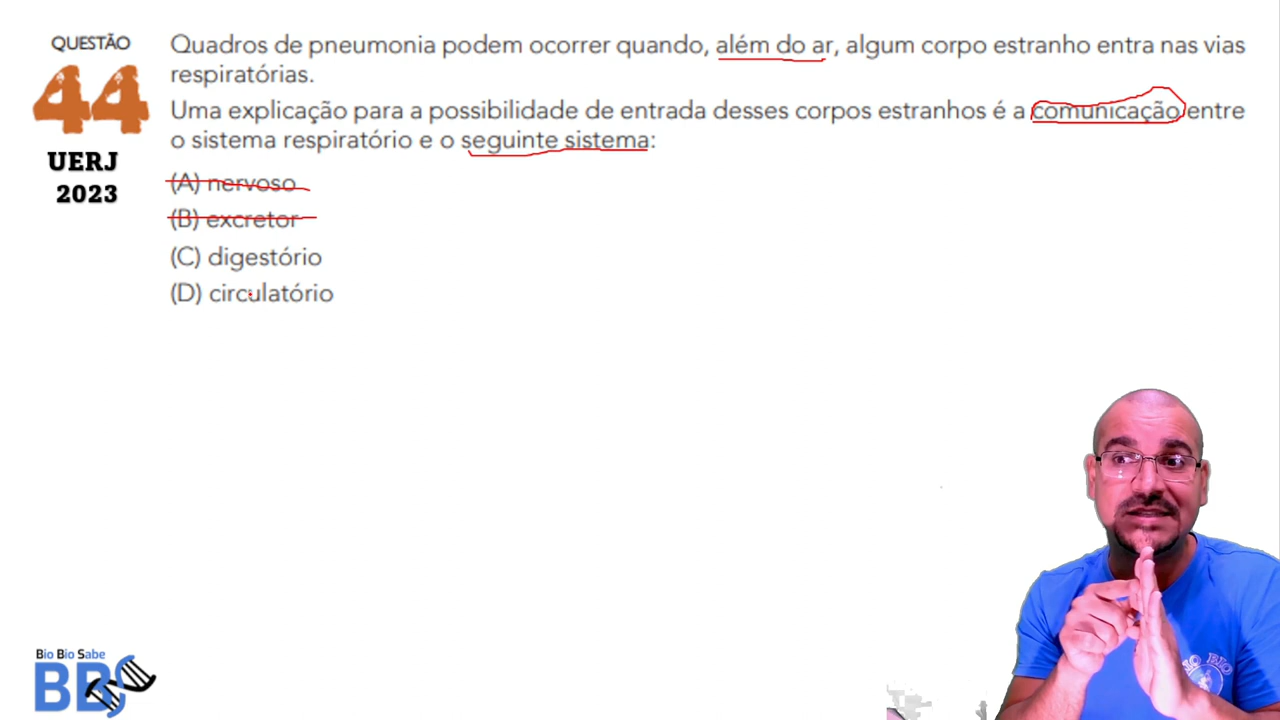 QUESTÃO
44
UERJ
2023
Quadros de pneumonia podem ocorrer quando, além do ar, algum corpo estranho entra nas vias
respiratórias.
Uma explicação para a possibilidade de entrada desses corpos estranhos é a comunicação entre
o sistema respiratório e o seguinte sistema:
(A) nervoso
(B) excretor
(C) digestório
(D) circulatório
Bio Bio Sabe
BBS